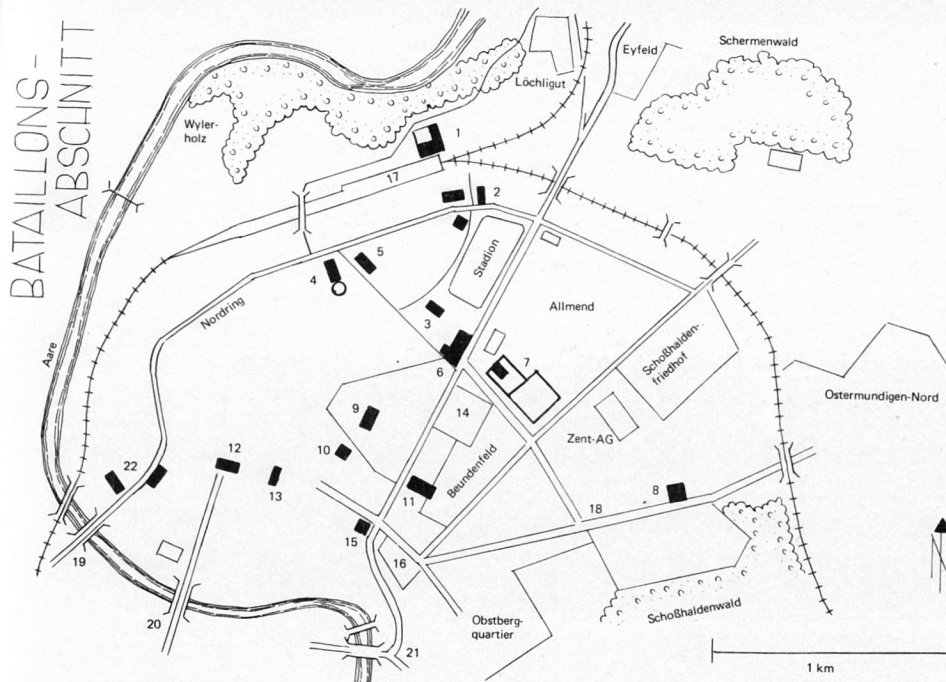 BATAILLONS-
ABSCHNITT
Eyfeld
Schermenwald
Löchligut
Wyler-
holz
1
17
2
5
4
Stadion
Allmend
Nordring
3
Aare
6
7
Schoßhalden-
friedhof
Ostermundigen-Nord
9
14
10
Zent-AG
12
22
13
Beundenfeld
11
8
18
15
16
19
Schoßhaldenwald
Obstberg-
quartier
20
21
1 km